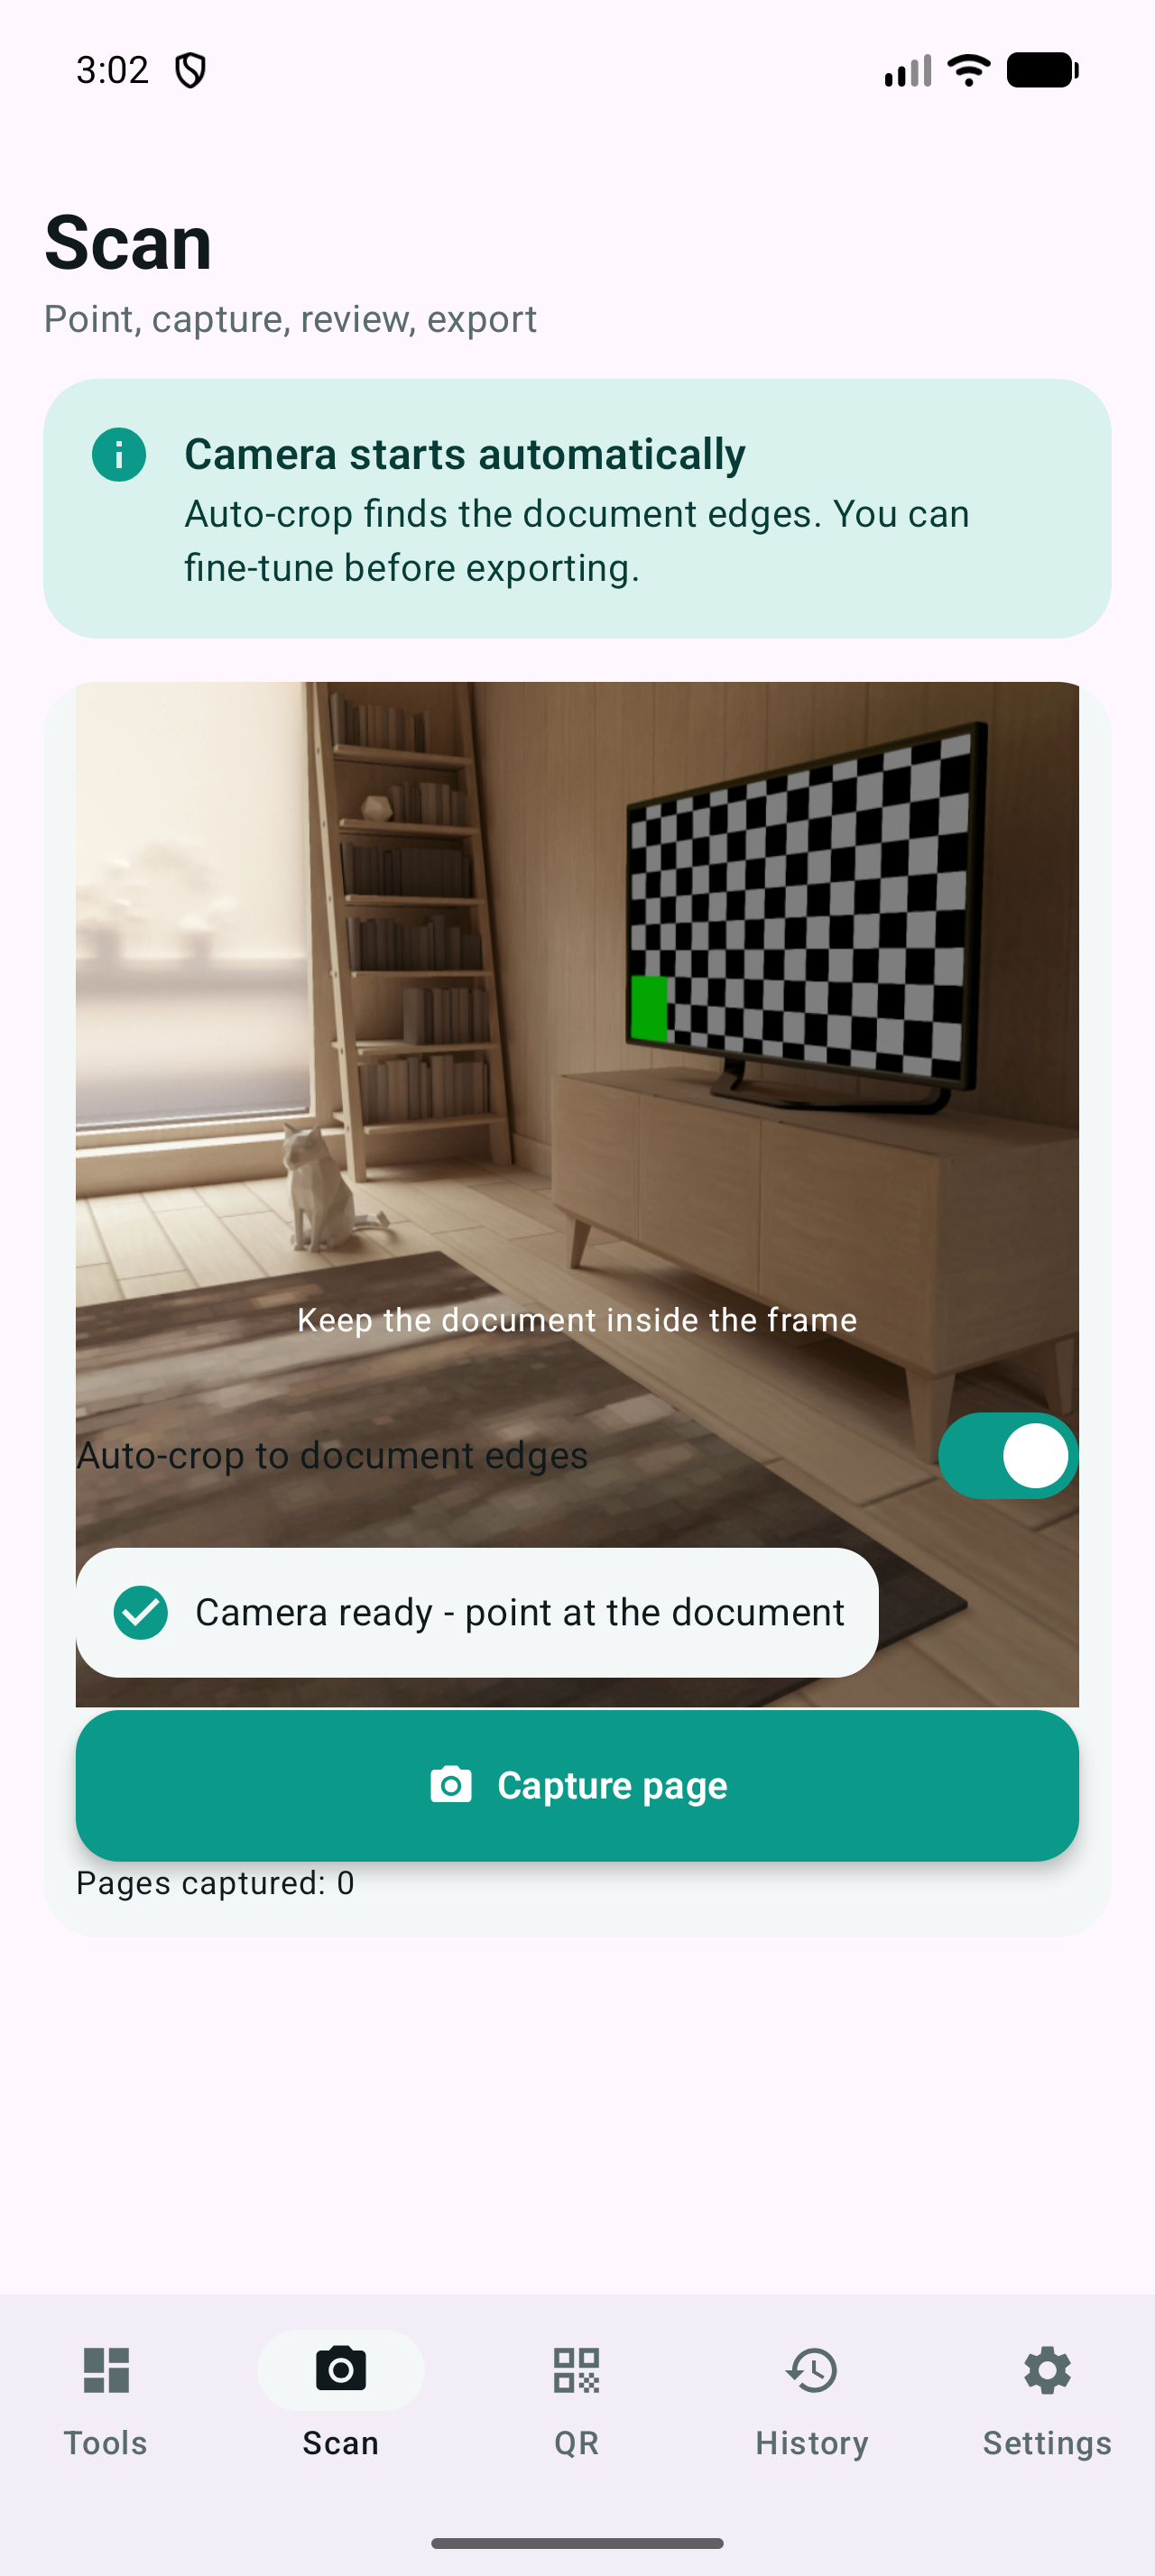 3:02
Scan
Point, capture, review, export
Camera starts automatically
Auto-crop finds the document edges. You can
fine-tune before exporting.
Keep the document inside the frame
Auto-crop to document edges
Camera ready - point at the document
Capture page
Pages captured: 0
Tools
Scan
QR
History
Settings